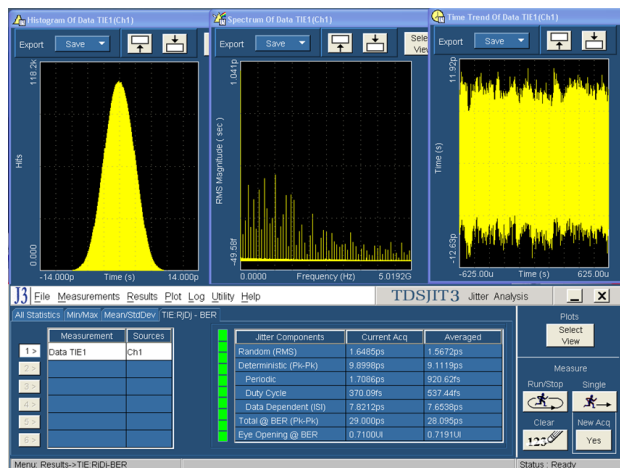 Histogram Of Data TIE1(Ch1)
Export Save
118.2k
Hits
0.000
-14.000p Time (s) 14.000p
Spectrum Of Data TIE1(Ch1)
Export Save Sele
View
1.041p
RMS Magnitude ( sec )
-49.58f
0.0000 Frequency (Hz) 5.0192G
Time Trend Of Data TIE1(Ch1)
Export Save
11.92p
Time (s)
-12.63p
-625.00u Time (s) 625.00u
J3 File Measurements Results Plot Log Utility Help TDSJIT3 Jitter Analysis
All Statistics Min/Max Mean/StdDev TIE:RjDj - BER
Measurement Sources
1 > Data TIE1 Ch1
2 >
3 >
4 >
5 >
6 >
Jitter Components Current Acq Averaged
Random (RMS) 1.6485ps 1.5672ps
Deterministic (Pk-Pk) 9.8998ps 9.1119ps
Periodic 1.7086ps 920.62fs
Duty Cycle 370.09fs 537.44fs
Data Dependent (ISI) 7.8212ps 7.6538ps
Total @ BER (Pk-Pk) 29.000ps 28.095ps
Eye Opening @ BER 0.7100UI 0.7191UI
Plots
Select
View
Measure
Run/Stop Single
Clear New Acq
123 Yes
Menu: Results->TIE:RjDj-BER Status : Ready